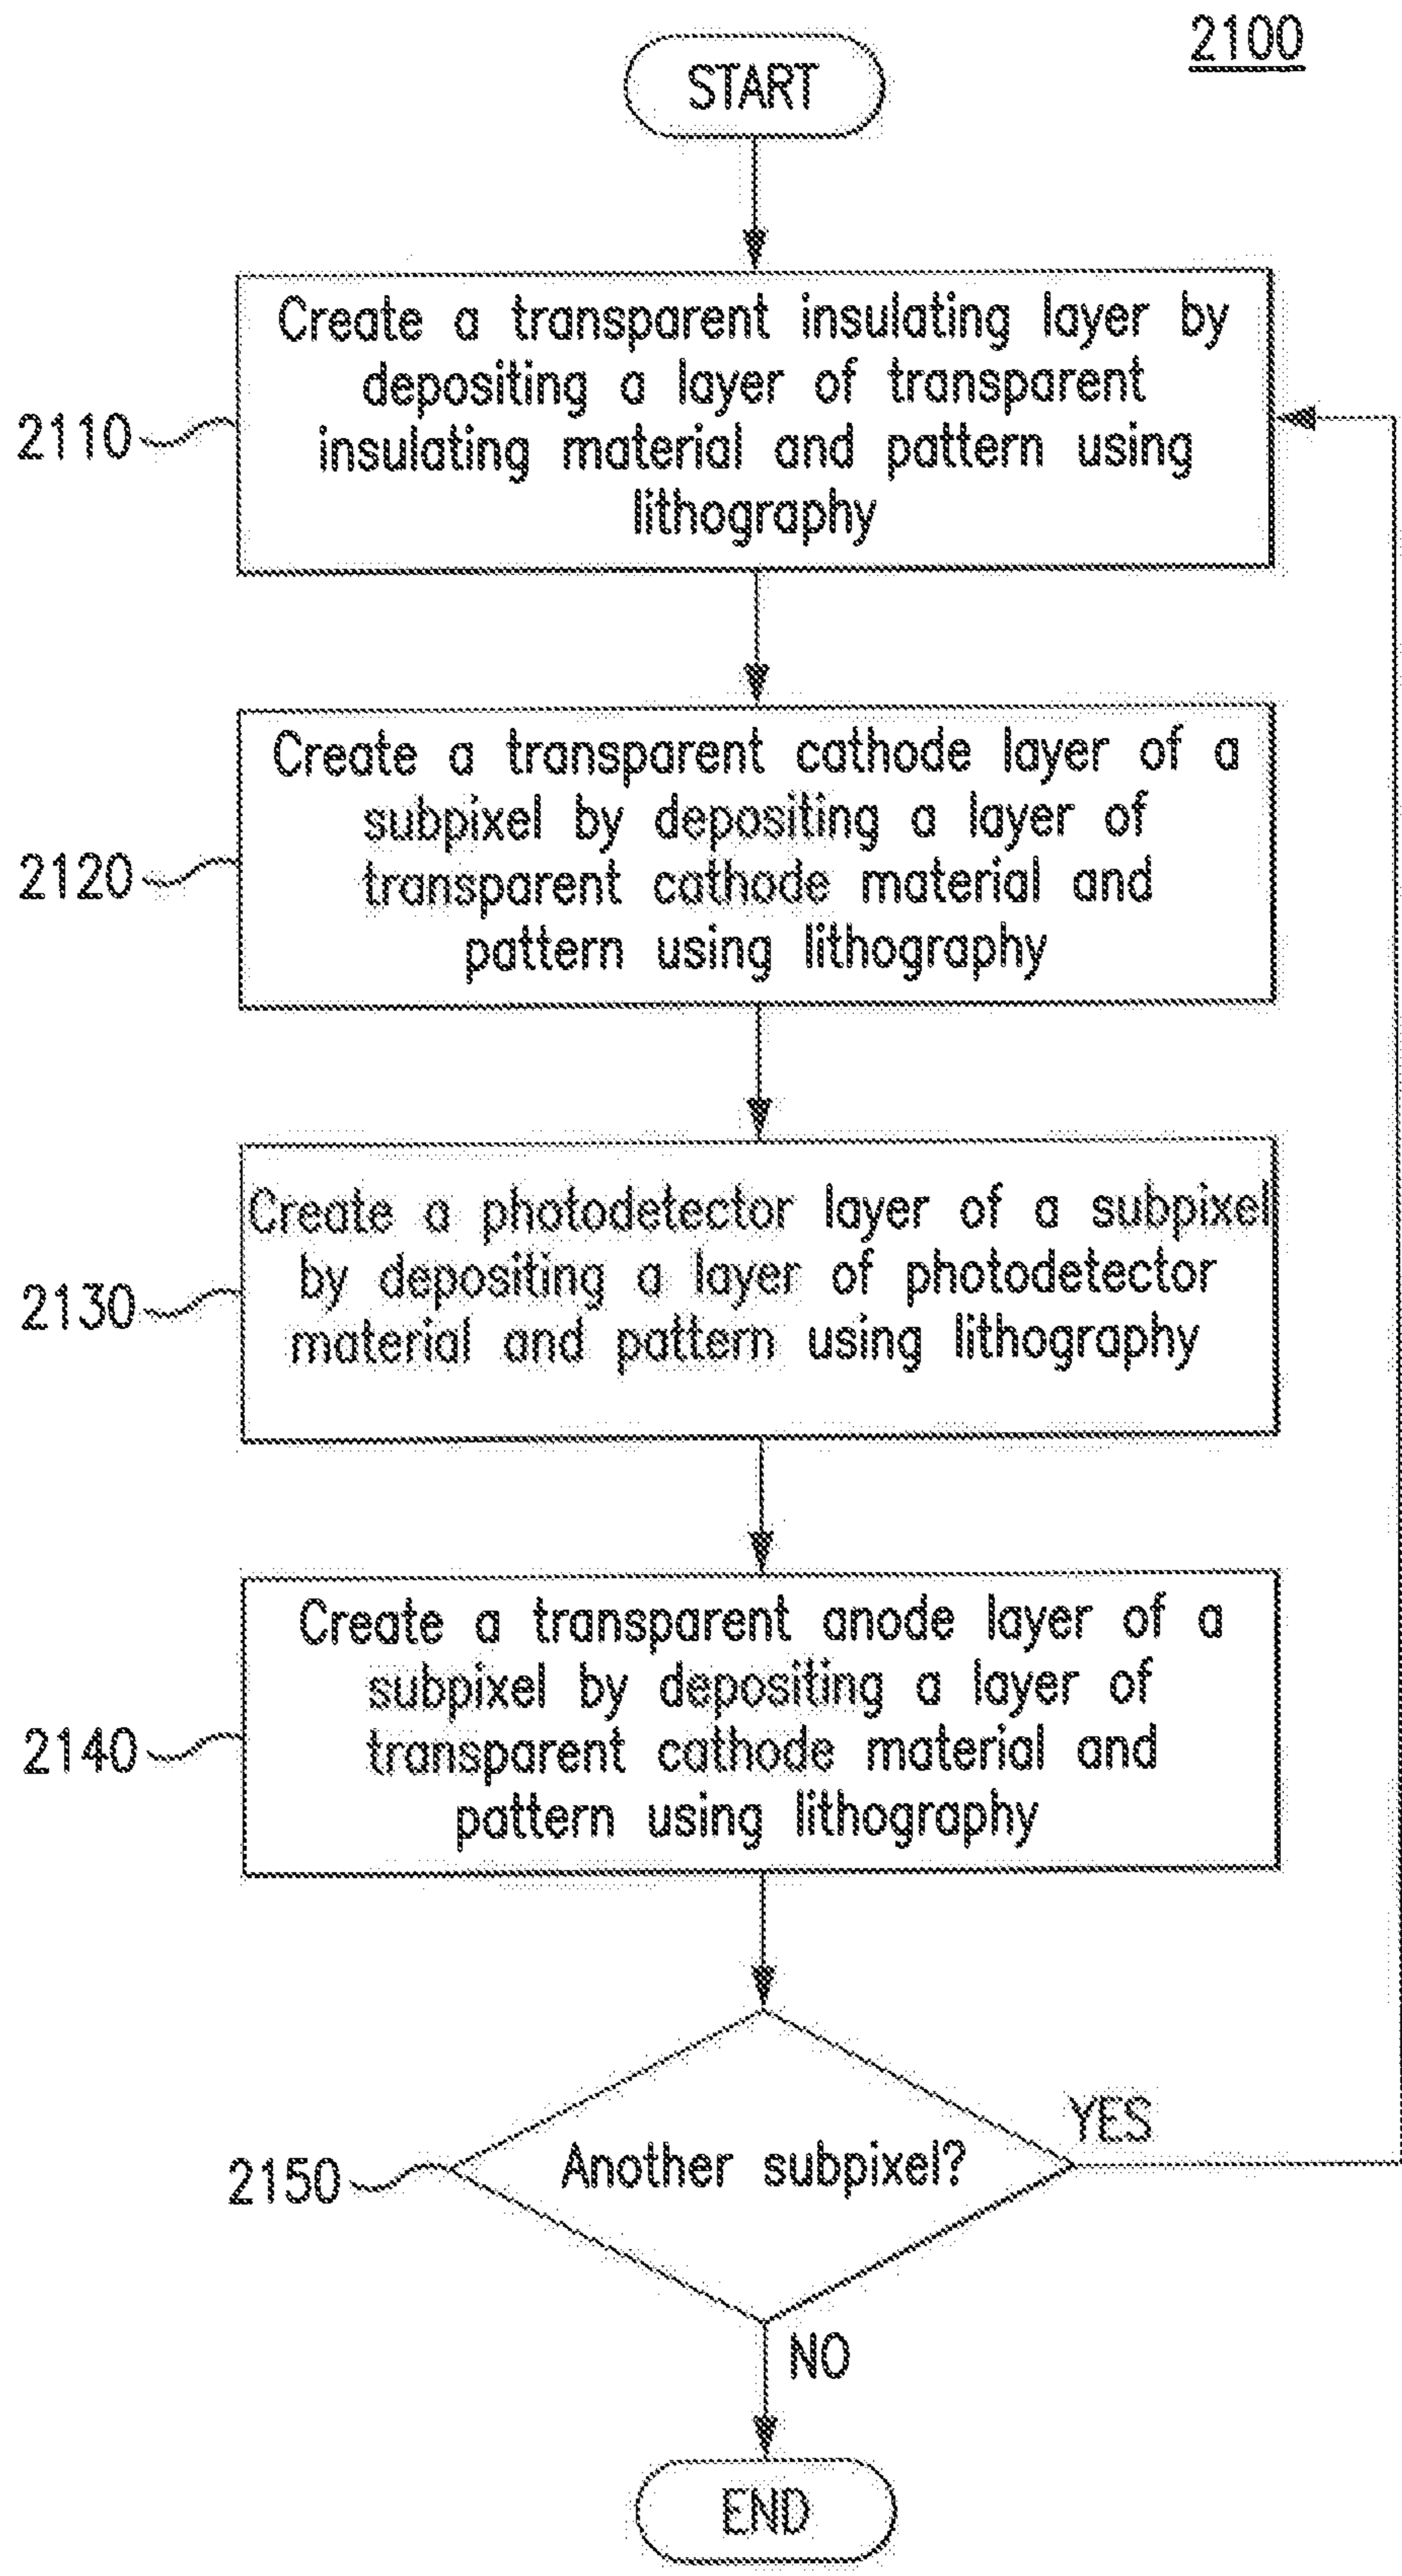 2100
START
Create a transparent insulating layer by
depositing a layer of transparent
insulating material and pattern using
lithography
2110
Create a transparent cathode layer of a
subpixel by depositing a layer of
transparent cathode material and
pattern using lithography
2120
Create a photodetector layer of a subpixel
by depositing a layer of photodetector
material and pattern using lithography
2130
Create a transparent anode layer of a
subpixel by depositing a layer of
transparent cathode material and
pattern using lithography
2140
Another subpixel?
2150
YES
NO
END